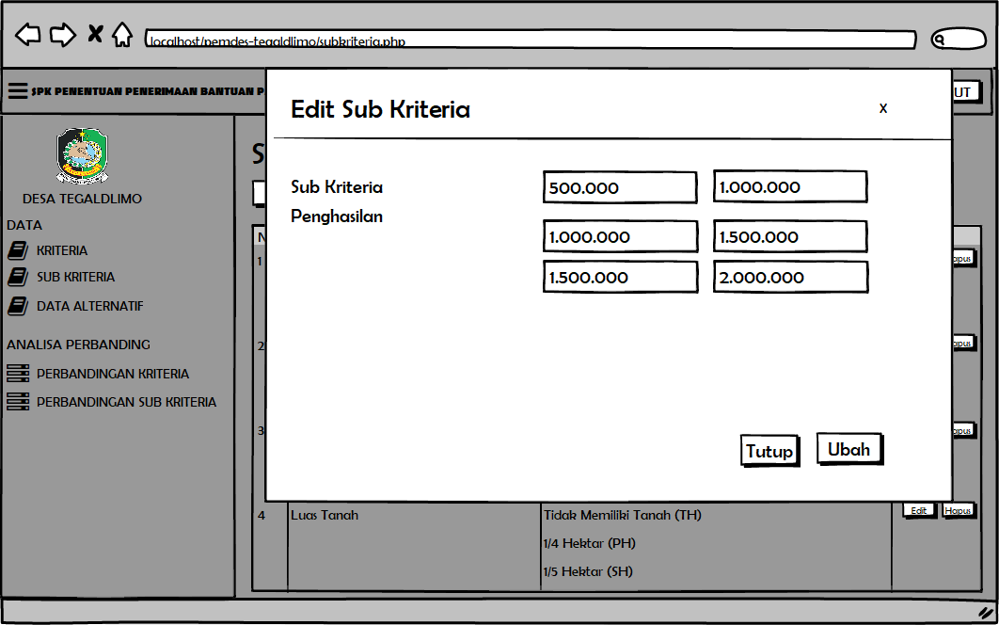 localhost/pemdes-tegaldlimo/subkriteria.php
SPK PENENTUAN PENERIMAAN BANTUAN P
UT
DESA TEGALDLIMO
DATA
KRITERIA
SUB KRITERIA
DATA ALTERNATIF
ANALISA PERBANDING
PERBANDINGAN KRITERIA
PERBANDINGAN SUB KRITERIA
S
N
1
2
3
Edit Sub Kriteria
x
Sub Kriteria
Penghasilan
500.000 1.000.000
1.000.000 1.500.000
1.500.000 2.000.000
Tutup Ubah
apus
apus
apus
4 Luas Tanah Tidak Memiliki Tanah (TH) Edit Hapus
1/4 Hektar (PH)
1/5 Hektar (SH)